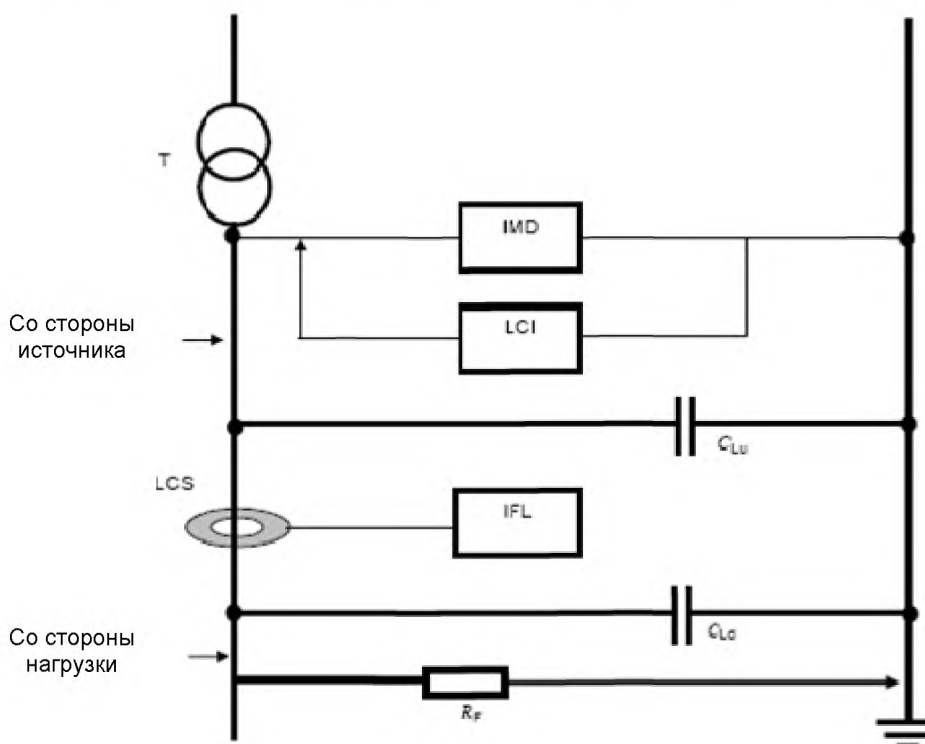 T
IMD
LCI
Со стороны
источника
C_Lu
LCS
IFL
C_Ld
Со стороны
нагрузки
R_F